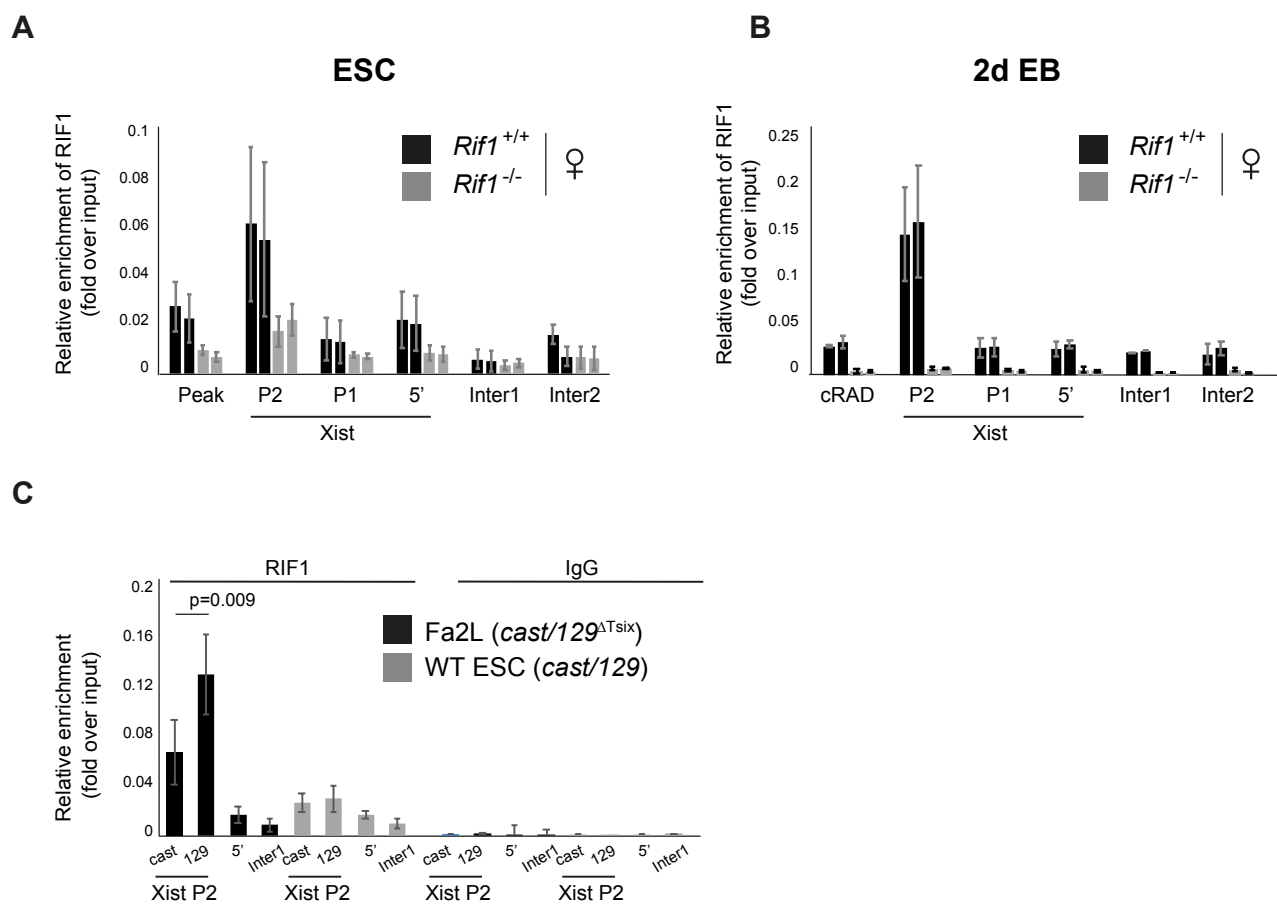 A
ESC
Relative enrichment of RIF1
(fold over input)
0.1
0.08
0.06
0.04
0.02
0
Rif1+/+
Rif1-/-
♀
Peak P2 P1 5’ Inter1 Inter2
Xist
B
2d EB
Relative enrichment of RIF1
(fold over input)
0.25
0.2
0.15
0.1
0.05
0
Rif1+/+
Rif1-/-
♀
cRAD P2 P1 5’ Inter1 Inter2
Xist
C
Relative enrichment
(fold over input)
0.2
0.16
0.12
0.08
0.04
0
RIF1 IgG
p=0.009
Fa2L (cast/129ΔTsix)
WT ESC (cast/129)
cast 129 5’ Inter1 cast 129 5’ Inter1 cast 129 5’ Inter1 cast 129 5’ Inter1
Xist P2 Xist P2 Xist P2 Xist P2